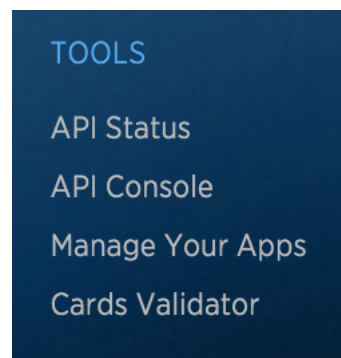 TOOLS
API Status
API Console
Manage Your Apps
Cards Validator